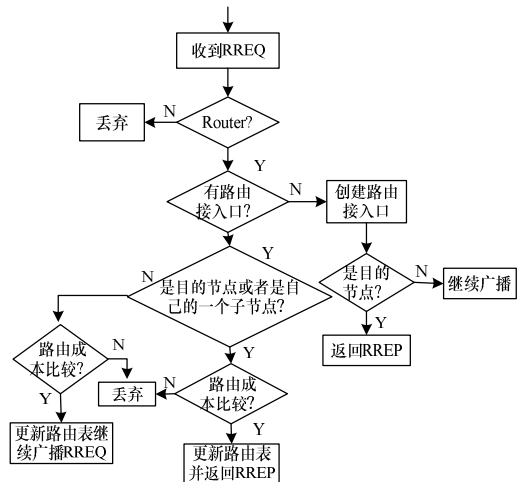 收到RREQ
丢弃
N
Router?
Y
有路由
接入口?
N
创建路由
接入口
Y
N
是目的节点或者是自
己的一个子节点?
是目的
节点?
N
继续广播
Y
返回RREP
路由成
本比较?
N
Y
丢弃
N
路由成
本比较?
Y
Y
更新路由表继
续广播RREQ
更新路由表
并返回RREP